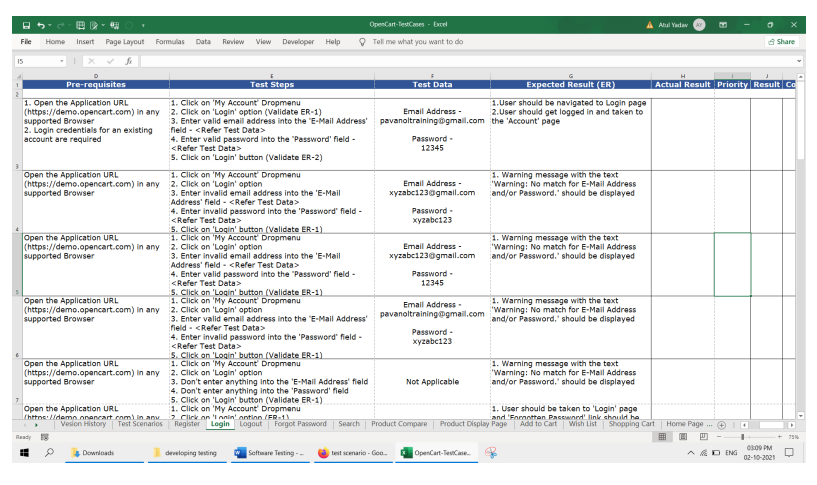 OpenCart-TestCases - Excel
Atul Yadav AY
File Home Insert Page Layout Formulas Data Review View Developer Help Tell me what you want to do Share
I5 fx
D E F G H I J
1 Pre-requisites Test Steps Test Data Expected Result (ER) Actual Result Priority Result Co
2
1. Open the Application URL
(https://demo.opencart.com) in any
supported Browser
2. Login credentials for an existing
account are required
1. Click on 'My Account' Dropmenu
2. Click on 'Login' option (Validate ER-1)
3. Enter valid email address into the 'E-Mail Address'
field - <Refer Test Data>
4. Enter valid password into the 'Password' field -
<Refer Test Data>
5. Click on 'Login' button (Validate ER-2)
Email Address -
pavanoltraining@gmail.com
Password -
12345
1.User should be navigated to Login page
2.User should get logged in and taken to
the 'Account' page
3
Open the Application URL
(https://demo.opencart.com) in any
supported Browser
1. Click on 'My Account' Dropmenu
2. Click on 'Login' option
3. Enter invalid email address into the 'E-Mail
Address' field - <Refer Test Data>
4. Enter invalid password into the 'Password' field -
<Refer Test Data>
5. Click on 'Login' button (Validate ER-1)
Email Address -
xyzabc123@gmail.com
Password -
xyzabc123
1. Warning message with the text
'Warning: No match for E-Mail Address
and/or Password.' should be displayed
4
Open the Application URL
(https://demo.opencart.com) in any
supported Browser
1. Click on 'My Account' Dropmenu
2. Click on 'Login' option
3. Enter invalid email address into the 'E-Mail
Address' field - <Refer Test Data>
4. Enter valid password into the 'Password' field -
<Refer Test Data>
5. Click on 'Login' button (Validate ER-1)
Email Address -
xyzabc123@gmail.com
Password -
12345
1. Warning message with the text
'Warning: No match for E-Mail Address
and/or Password.' should be displayed
5
Open the Application URL
(https://demo.opencart.com) in any
supported Browser
1. Click on 'My Account' Dropmenu
2. Click on 'Login' option
3. Enter valid email address into the 'E-Mail Address'
field - <Refer Test Data>
4. Enter invalid password into the 'Password' field -
<Refer Test Data>
5. Click on 'Login' button (Validate ER-1)
Email Address -
pavanoltraining@gmail.com
Password -
xyzabc123
1. Warning message with the text
'Warning: No match for E-Mail Address
and/or Password.' should be displayed
6
Open the Application URL
(https://demo.opencart.com) in any
supported Browser
1. Click on 'My Account' Dropmenu
2. Click on 'Login' option
3. Don't enter anything into the 'E-Mail Address' field
4. Don't enter anything into the 'Password' field
5. Click on 'Login' button (Validate ER-1)
Not Applicable
1. Warning message with the text
'Warning: No match for E-Mail Address
and/or Password.' should be displayed
7
Open the Application URL
(https://demo.opencart.com) in any
1. Click on 'My Account' Dropmenu
2. Click on 'Login' option (ER-1)
1. User should be taken to 'Login' page
and 'Forgotten Password' link should be
Vesion History Test Scenarios Register Login Logout Forgot Password Search Product Compare Product Display Page Add to Cart Wish List Shopping Cart Home Page ...
Ready 75%
Downloads developing testing Software Testing - ... test scenario - Goo... OpenCart-TestCase... ENG 03:09 PM
02-10-2021